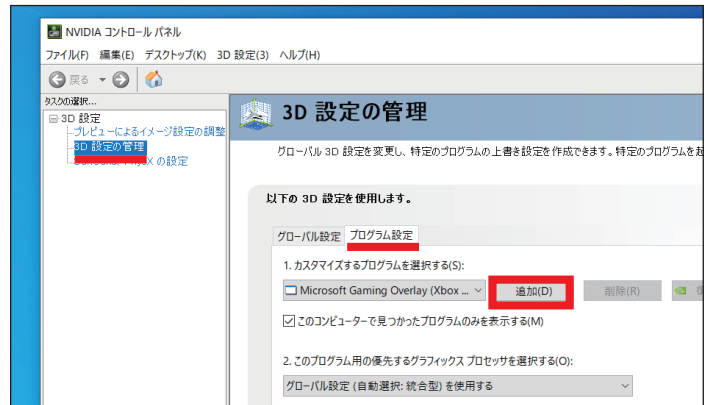 NVIDIA コントロール パネル
ファイル(F) 編集(E) デスクトップ(K) 3D 設定(3) ヘルプ(H)
戻る
タスクの選択...
3D 設定
プレビューによるイメージ設定の調整
3D 設定の管理
の設定
3D 設定の管理
グローバル 3D 設定を変更し、特定のプログラムの上書き設定を作成できます。特定のプログラムを起
以下の 3D 設定を使用します。
グローバル設定 プログラム設定
1. カスタマイズするプログラムを選択する(S):
Microsoft Gaming Overlay (Xbox ... 追加(D) 削除(R)
このコンピューターで見つかったプログラムのみを表示する(M)
2. このプログラム用の優先するグラフィックス プロセッサを選択する(O):
グローバル設定 (自動選択: 統合型) を使用する